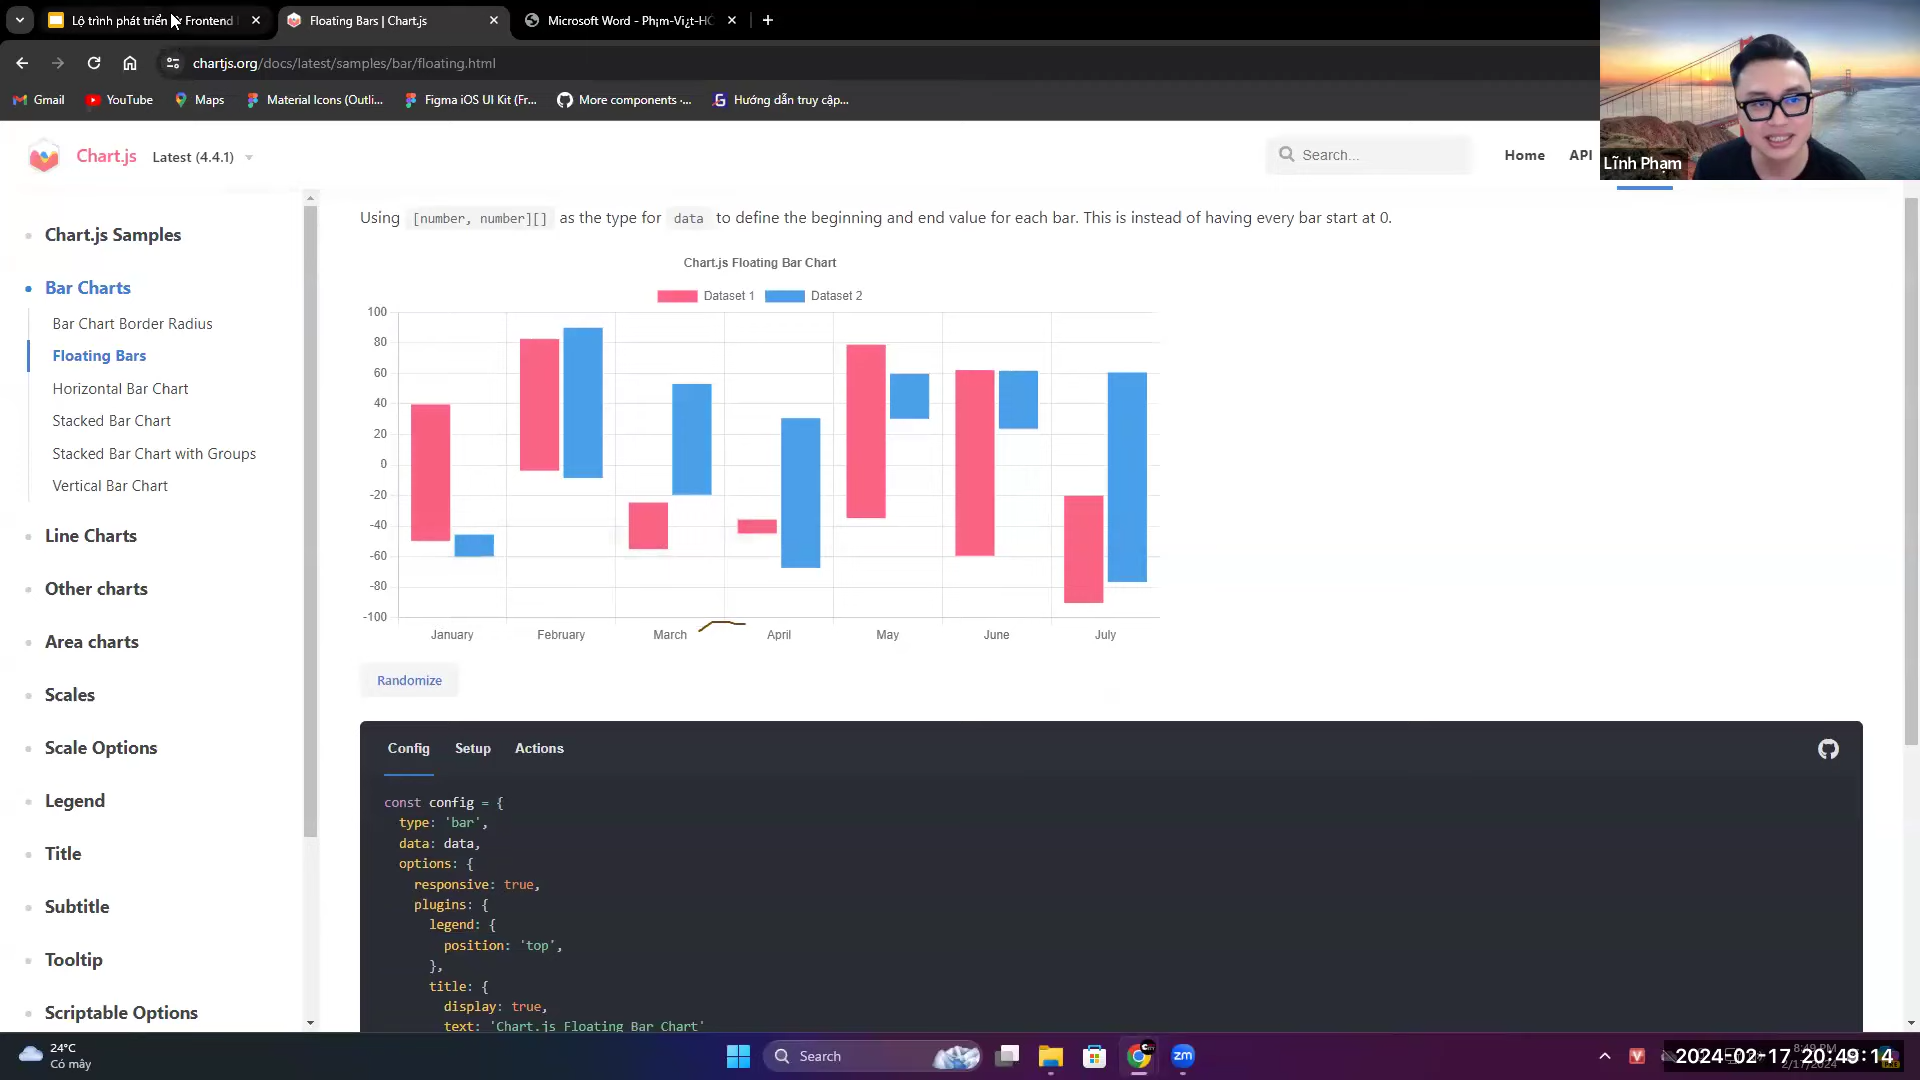 Lộ trình phát triển
Frontend
Floating Bars | Chart.js
Microsoft Word - Phạm-Việt-HÓ
chartjs.org/docs/latest/samples/bar/floating.html
Gmail
YouTube
Maps
Material Icons (Outli...
Figma iOS UI Kit (Fr...
More components ·...
Hướng dẫn truy cập...
Lĩnh Phạm
Chart.js
Latest (4.4.1)
Search...
Home
API
Using [number, number][] as the type for data to define the beginning and end value for each bar. This is instead of having every bar start at 0.
Chart.js Samples
Bar Charts
Bar Chart Border Radius
Floating Bars
Horizontal Bar Chart
Stacked Bar Chart
Stacked Bar Chart with Groups
Vertical Bar Chart
Line Charts
Other charts
Area charts
Scales
Scale Options
Legend
Title
Subtitle
Tooltip
Scriptable Options
Chart.js Floating Bar Chart
Dataset 1
Dataset 2
100
80
60
40
20
0
-20
-40
-60
-80
-100
January
February
March
April
May
June
July
Randomize
Config
Setup
Actions
const config = {
type: 'bar',
data: data,
options: {
responsive: true,
plugins: {
legend: {
position: 'top',
},
title: {
display: true,
text: 'Chart.js Floating Bar Chart'
24°C
Có mây
Search
zm
V
2024-02-17 20:49:14